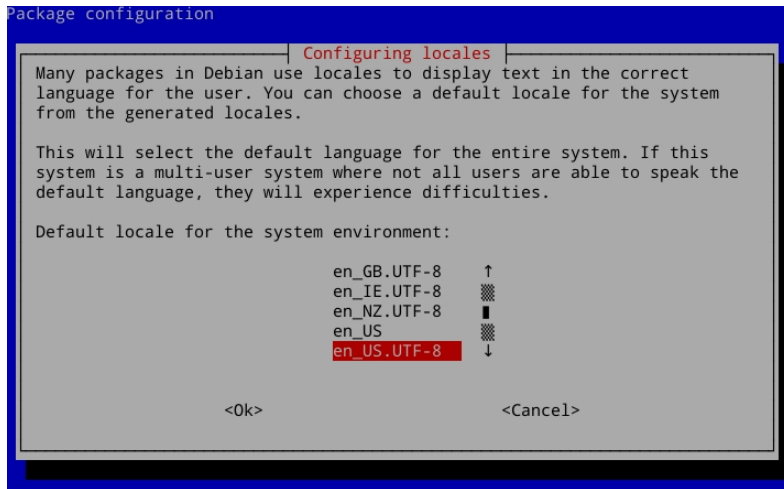 Package configuration
Configuring locales
Many packages in Debian use locales to display text in the correct
language for the user. You can choose a default locale for the system
from the generated locales.
This will select the default language for the entire system. If this
system is a multi-user system where not all users are able to speak the
default language, they will experience difficulties.
Default locale for the system environment:
en_GB.UTF-8
en_IE.UTF-8
en_NZ.UTF-8
en_US
en_US.UTF-8
<Ok> <Cancel>